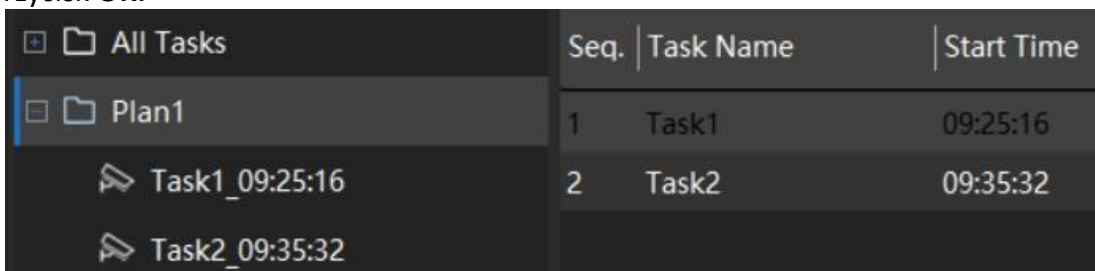 All Tasks
Plan1
Task1_09:25:16
Task2_09:35:32
Seq. Task Name Start Time
1 Task1 09:25:16
2 Task2 09:35:32